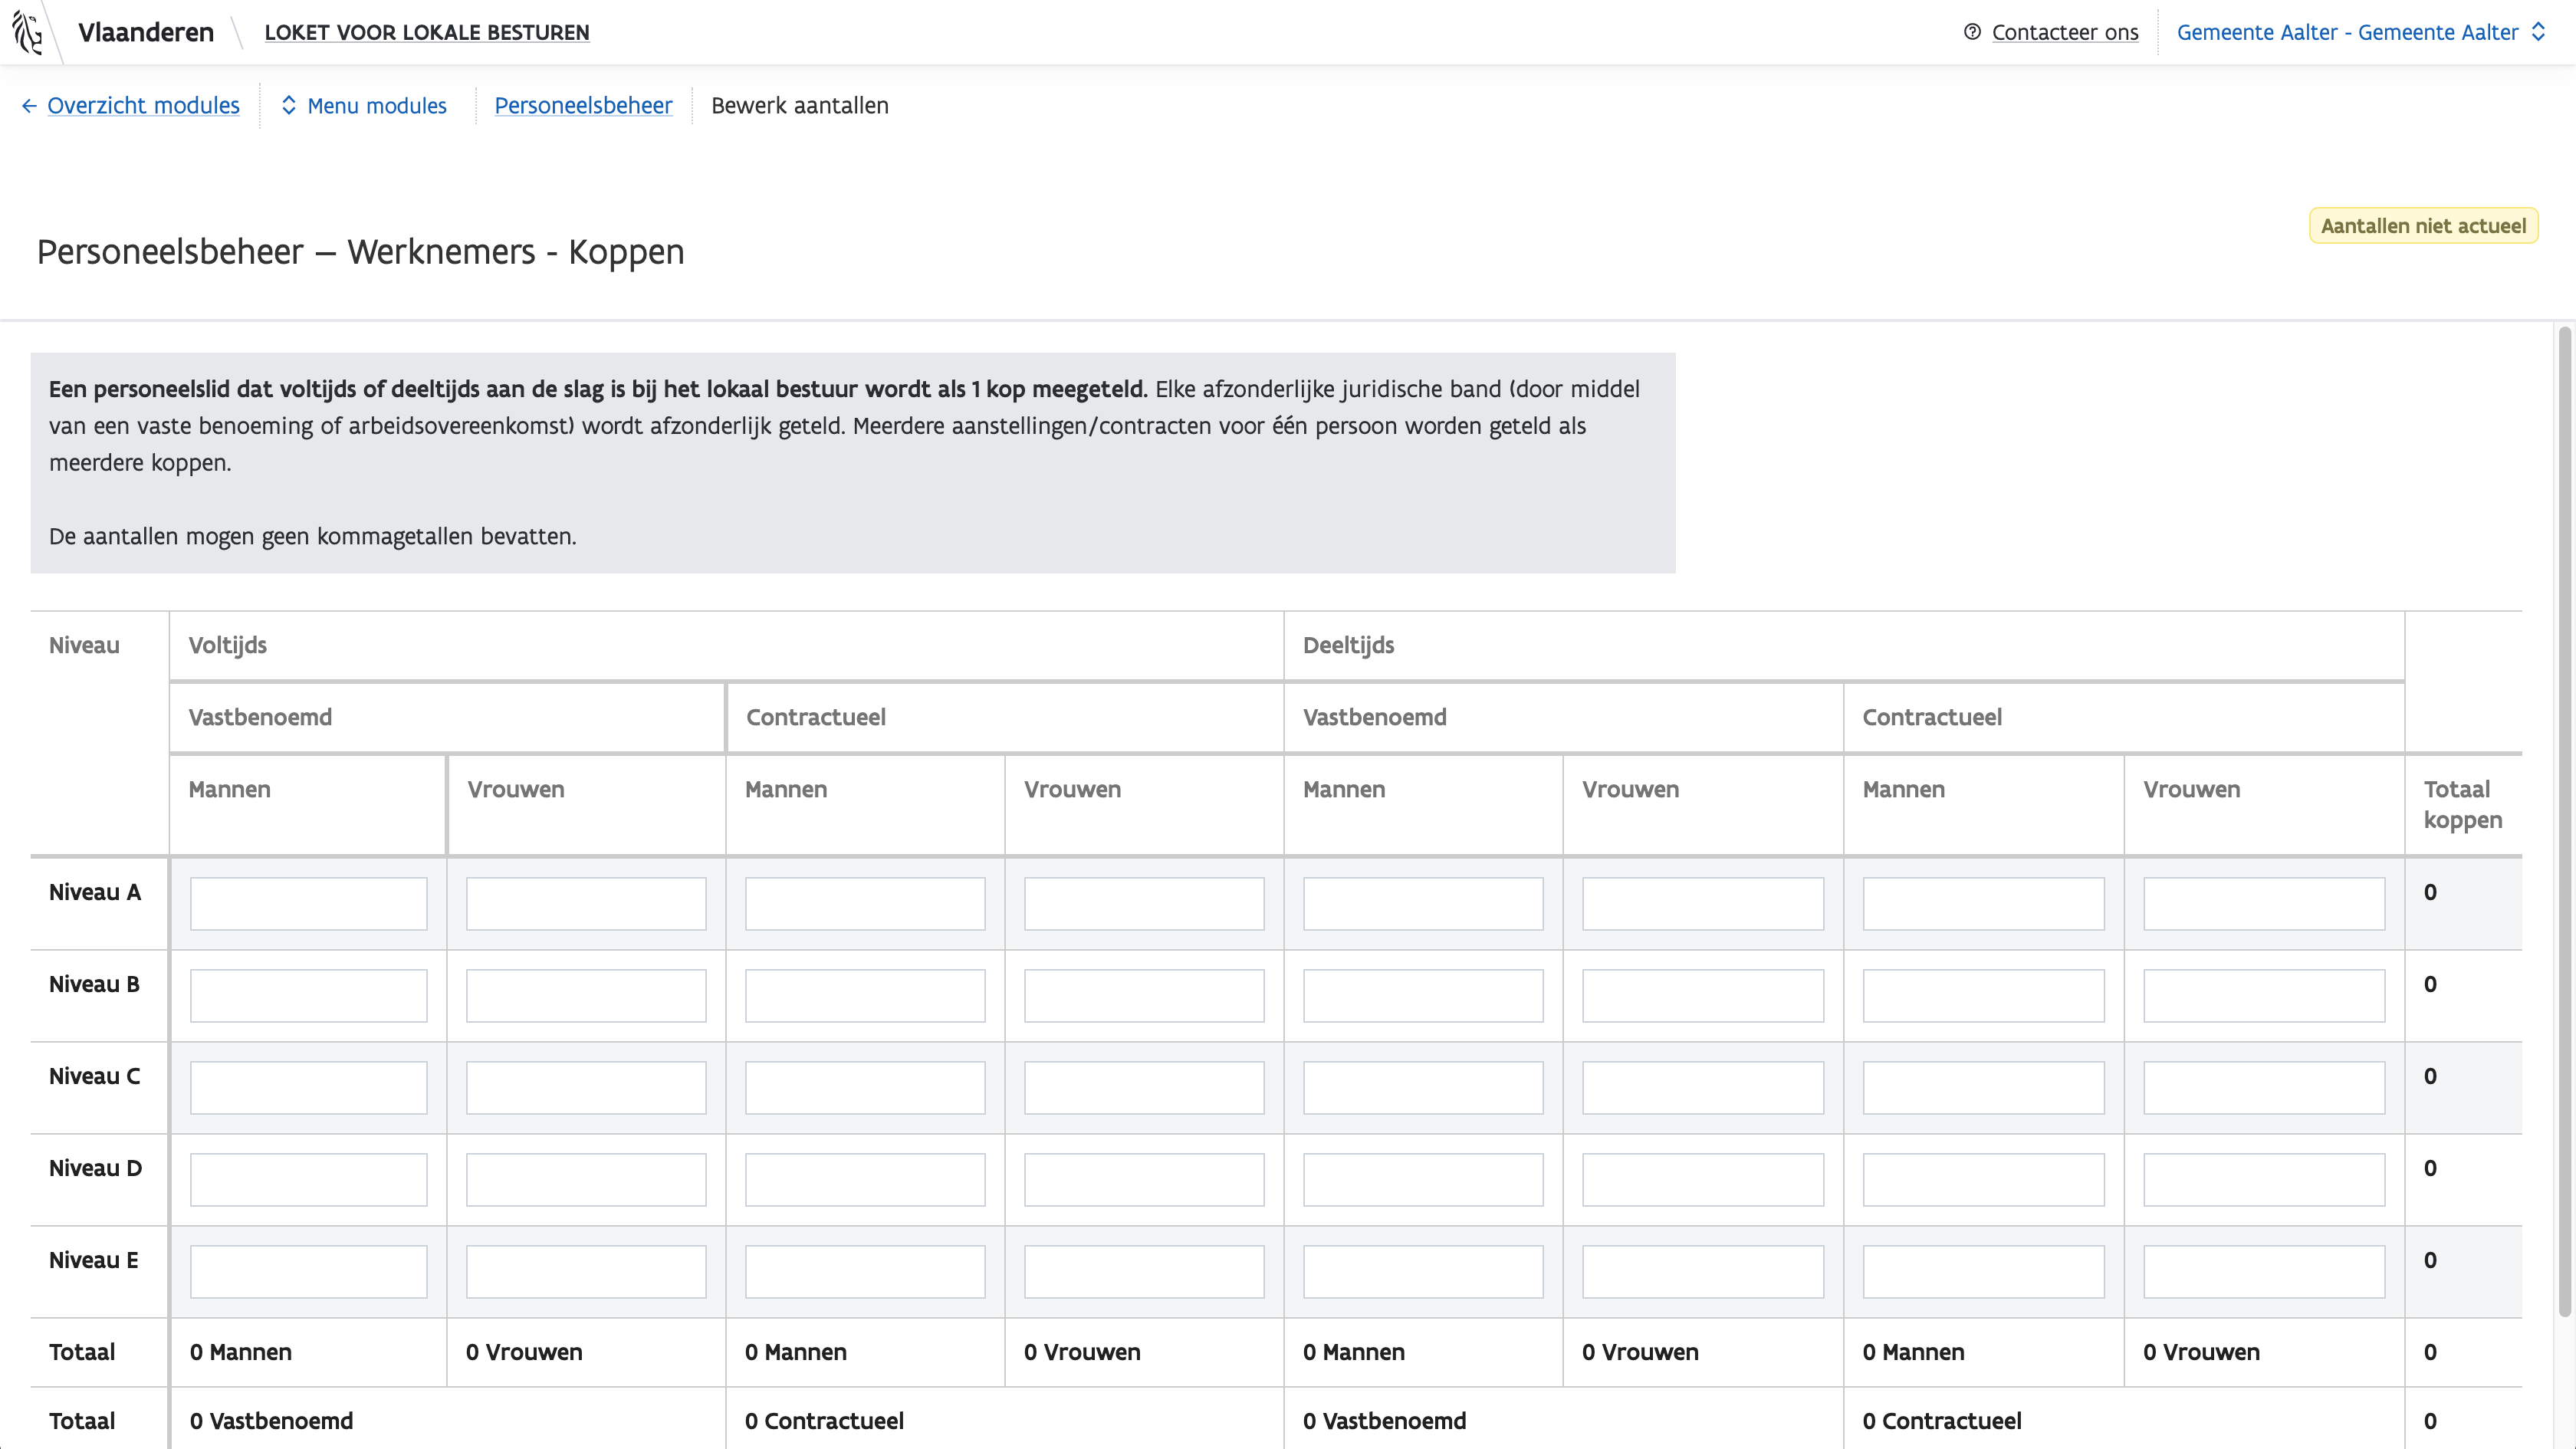 Vlaanderen LOKET VOOR LOKALE BESTUREN Contacteer ons Gemeente Aalter - Gemeente Aalter
Overzicht modules Menu modules Personeelsbeheer Bewerk aantallen
Aantallen niet actueel
Personeelsbeheer – Werknemers - Koppen
Een personeelslid dat voltijds of deeltijds aan de slag is bij het lokaal bestuur wordt als 1 kop meegeteld. Elke afzonderlijke juridische band (door middel
van een vaste benoeming of arbeidsovereenkomst) wordt afzonderlijk geteld. Meerdere aanstellingen/contracten voor één persoon worden geteld als
meerdere koppen.
De aantallen mogen geen kommagetallen bevatten.
Niveau Voltijds Deeltijds
Vastbenoemd Contractueel Vastbenoemd Contractueel
Mannen Vrouwen Mannen Vrouwen Mannen Vrouwen Mannen Vrouwen Totaal
koppen
Niveau A 0
Niveau B 0
Niveau C 0
Niveau D 0
Niveau E 0
Totaal 0 Mannen 0 Vrouwen 0 Mannen 0 Vrouwen 0 Mannen 0 Vrouwen 0 Mannen 0 Vrouwen 0
Totaal 0 Vastbenoemd 0 Contractueel 0 Vastbenoemd 0 Contractueel 0